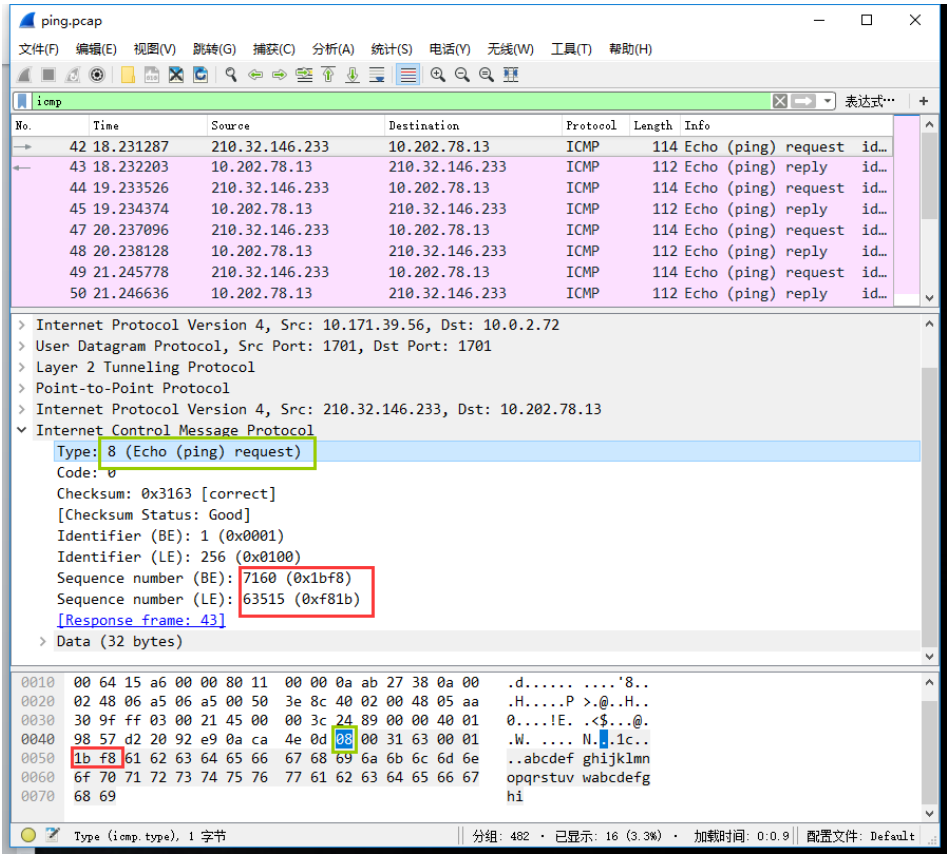 ping.pcap
文件(F) 编辑(E) 视图(V) 跳转(G) 捕获(C) 分析(A) 统计(S) 电话(Y) 无线(W) 工具(T) 帮助(H)
icmp 表达式… +
No. Time Source Destination Protocol Length Info
42 18.231287 210.32.146.233 10.202.78.13 ICMP 114 Echo (ping) request id…
43 18.232203 10.202.78.13 210.32.146.233 ICMP 112 Echo (ping) reply id…
44 19.233526 210.32.146.233 10.202.78.13 ICMP 114 Echo (ping) request id…
45 19.234374 10.202.78.13 210.32.146.233 ICMP 112 Echo (ping) reply id…
47 20.237096 210.32.146.233 10.202.78.13 ICMP 114 Echo (ping) request id…
48 20.238128 10.202.78.13 210.32.146.233 ICMP 112 Echo (ping) reply id…
49 21.245778 210.32.146.233 10.202.78.13 ICMP 114 Echo (ping) request id…
50 21.246636 10.202.78.13 210.32.146.233 ICMP 112 Echo (ping) reply id…
Internet Protocol Version 4, Src: 10.171.39.56, Dst: 10.0.2.72
User Datagram Protocol, Src Port: 1701, Dst Port: 1701
Layer 2 Tunneling Protocol
Point-to-Point Protocol
Internet Protocol Version 4, Src: 210.32.146.233, Dst: 10.202.78.13
Internet Control Message Protocol
Type: 8 (Echo (ping) request)
Code: 0
Checksum: 0x3163 [correct]
[Checksum Status: Good]
Identifier (BE): 1 (0x0001)
Identifier (LE): 256 (0x0100)
Sequence number (BE): 7160 (0x1bf8)
Sequence number (LE): 63515 (0xf81b)
[Response frame: 43]
Data (32 bytes)
0010 00 64 15 a6 00 00 80 11 00 00 0a ab 27 38 0a 00 .d...... ....'8..
0020 02 48 06 a5 06 a5 00 50 3e 8c 40 02 00 48 05 aa .H.....P >.@..H..
0030 30 9f ff 03 00 21 45 00 00 3c 24 89 00 00 40 01 0....!E. .<$...@.
0040 98 57 d2 20 92 e9 0a ca 4e 0d 08 00 31 63 00 01 .W. .... N...1c..
0050 1b f8 61 62 63 64 65 66 67 68 69 6a 6b 6c 6d 6e ..abcdef ghijklmn
0060 6f 70 71 72 73 74 75 76 77 61 62 63 64 65 66 67 opqrstuv wabcdefg
0070 68 69 hi
Type (icmp.type), 1 字节 分组: 482 · 已显示: 16 (3.3%) · 加载时间: 0:0.9 配置文件: Default